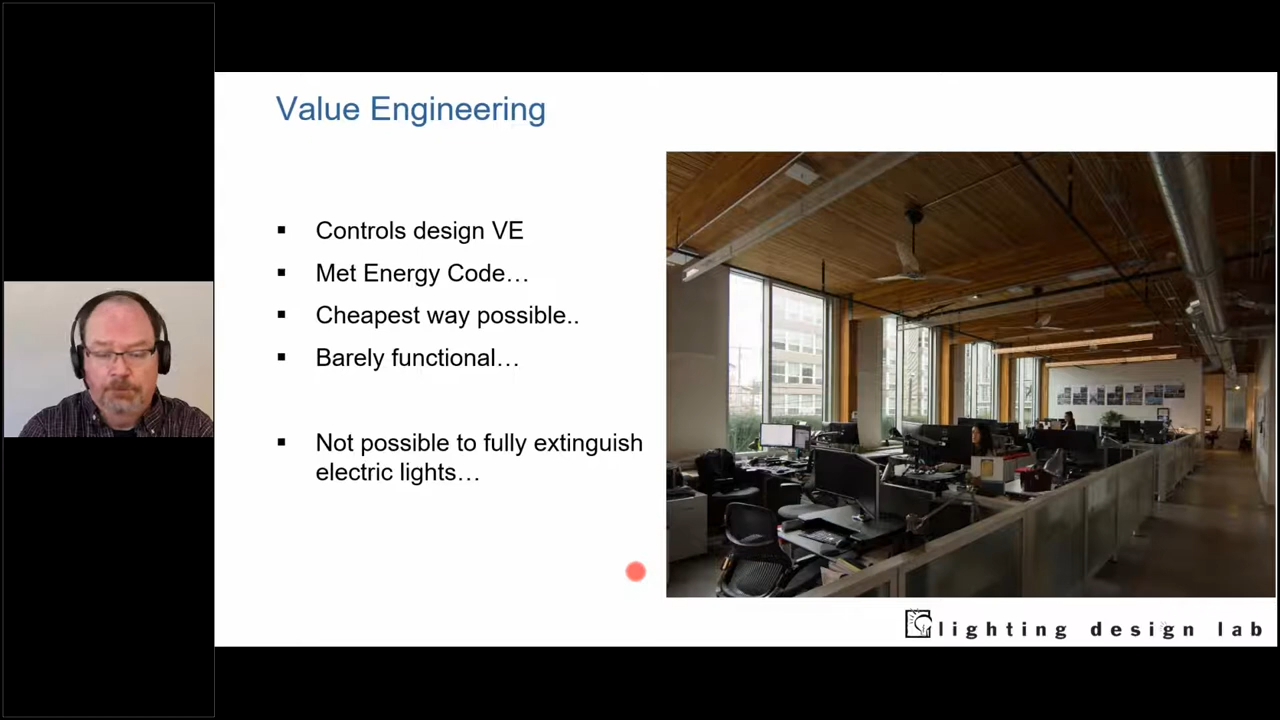 Value Engineering
Controls design VE
Met Energy Code…
Cheapest way possible..
Barely functional…
Not possible to fully extinguish
electric lights…
lighting design lab